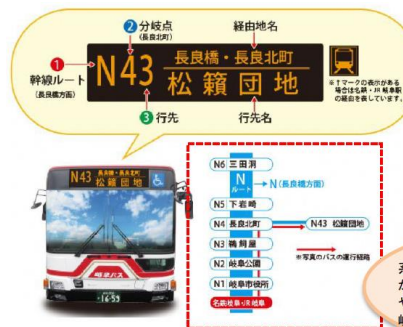 ❷分岐点
(長良北町)
経由地名
❶
幹線ルート
(長良橋方面)
N43
長良橋・長良北町
松籟団地
❸行先
行先名
※↑マークの表示がある
場合は名鉄・JR岐阜駅
の経由を表しています。
N43 長良橋・長良北町
松籟団地
岐阜バス
16-59
N6 三田洞
N
ルート
N(長良橋方面)
N5 下岩崎
N4 長良北町
N43 松籟団地
N3 鵜飼屋
※写真のバスの運行経路
N2 岐阜公園
N1 岐阜市役所
名鉄岐阜・JR岐阜